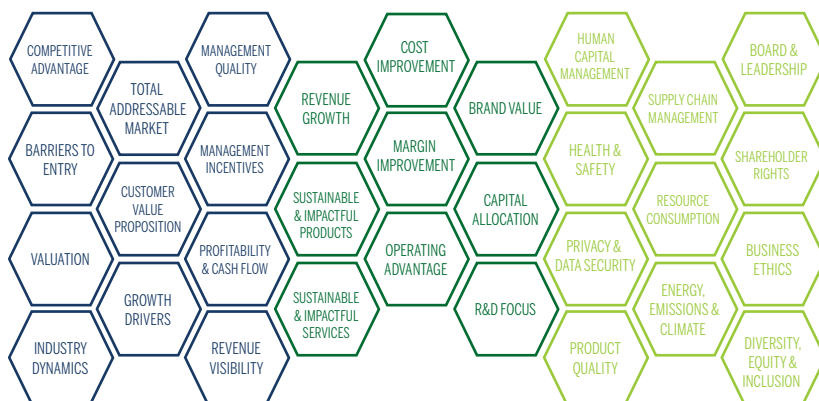 COMPETITIVE
ADVANTAGE
BARRIERS TO
ENTRY
VALUATION
INDUSTRY
DYNAMICS
TOTAL
ADDRESSABLE
MARKET
CUSTOMER
VALUE
PROPOSITION
GROWTH
DRIVERS
MANAGEMENT
QUALITY
MANAGEMENT
INCENTIVES
PROFITABILITY
& CASH FLOW
REVENUE
VISIBILITY
REVENUE
GROWTH
SUSTAINABLE
& IMPACTFUL
PRODUCTS
SUSTAINABLE
& IMPACTFUL
SERVICES
COST
IMPROVEMENT
MARGIN
IMPROVEMENT
OPERATING
ADVANTAGE
BRAND VALUE
CAPITAL
ALLOCATION
R&D FOCUS
HUMAN
CAPITAL
MANAGEMENT
HEALTH &
SAFETY
PRIVACY &
DATA SECURITY
PRODUCT
QUALITY
SUPPLY CHAIN
MANAGEMENT
RESOURCE
CONSUMPTION
ENERGY,
EMISSIONS &
CLIMATE
BOARD &
LEADERSHIP
SHAREHOLDER
RIGHTS
BUSINESS
ETHICS
DIVERSITY,
EQUITY &
INCLUSION